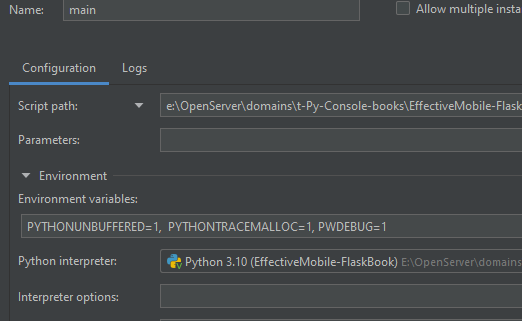 Name: main Allow multiple insta
Configuration Logs
Script path: e:\OpenServer\domains\t-Py-Console-books\EffectiveMobile-Flask
Parameters:
Environment
Environment variables:
PYTHONUNBUFFERED=1, PYTHONTRACEMALLOC=1, PWDEBUG=1
Python interpreter: Python 3.10 (EffectiveMobile-FlaskBook) E:\OpenServer\domains
Interpreter options: